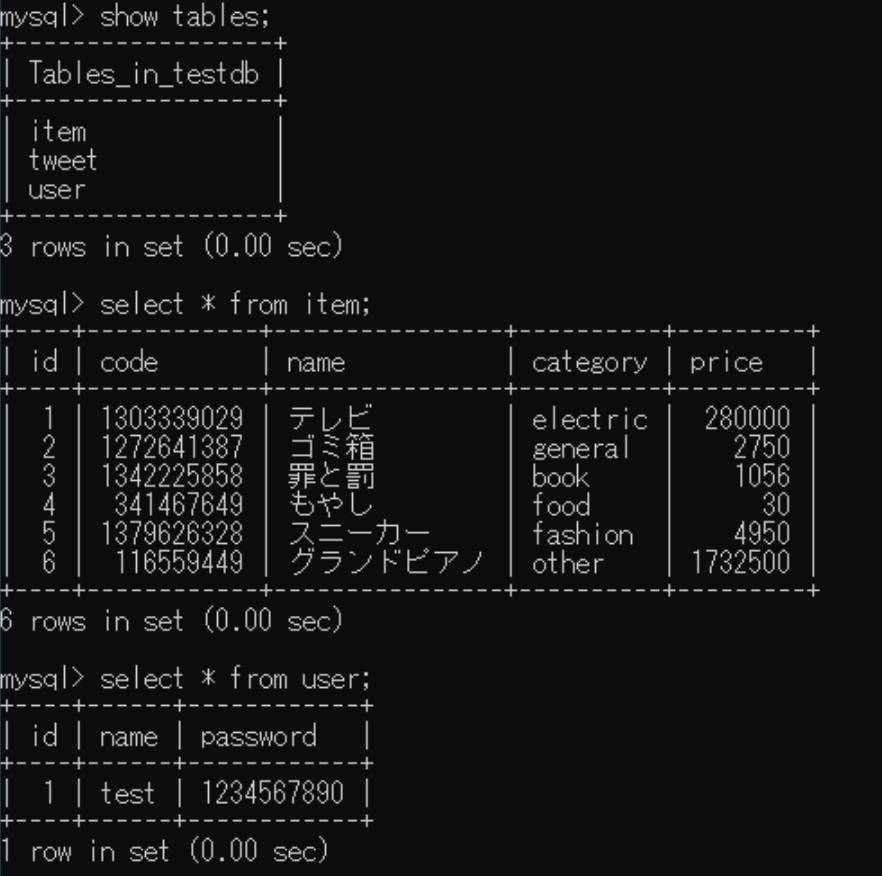 mysql> show tables;
+------------------+
| Tables_in_testdb |
+------------------+
| item             |
| tweet            |
| user             |
+------------------+
3 rows in set (0.00 sec)
mysql> select * from item;
+----+------------+----------------+----------+---------+
| id | code       | name           | category | price   |
+----+------------+----------------+----------+---------+
|  1 | 1303339029 | テレビ         | electric |  280000 |
|  2 | 1272641387 | ゴミ箱         | general  |    2750 |
|  3 | 1342225858 | 罪と罰         | book     |    1056 |
|  4 |  341467649 | もやし         | food     |      30 |
|  5 | 1379626328 | スニーカー     | fashion  |    4950 |
|  6 |  116559449 | グランドピアノ | other    | 1732500 |
+----+------------+----------------+----------+---------+
6 rows in set (0.00 sec)
mysql> select * from user;
+----+------+------------+
| id | name | password   |
+----+------+------------+
|  1 | test | 1234567890 |
+----+------+------------+
1 row in set (0.00 sec)